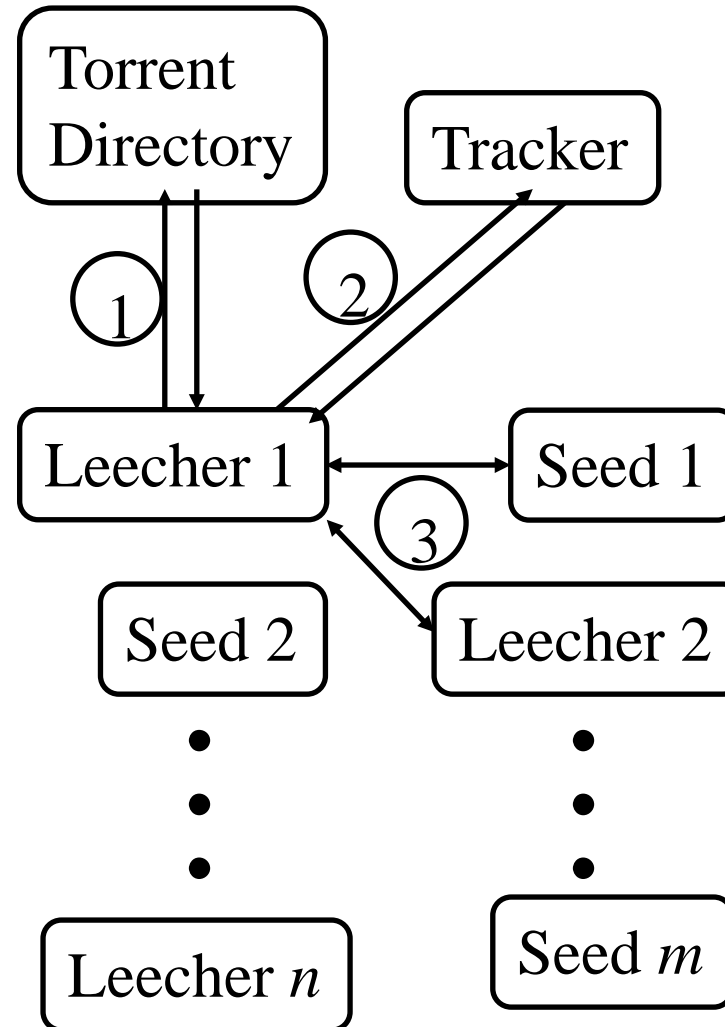 Torrent
Directory
Tracker
1
2
Leecher 1
Seed 1
3
Seed 2
Leecher 2
Leecher n
Seed m